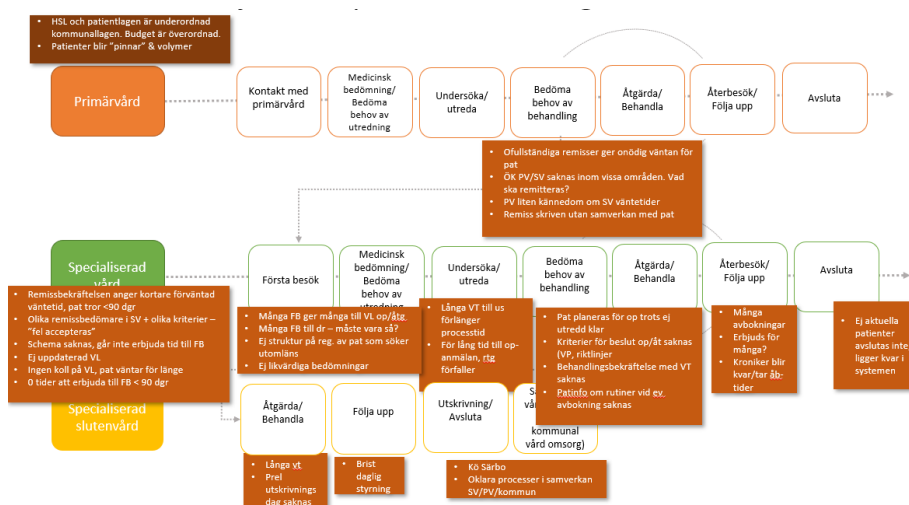 HSL och patientlagen är underordnad
kommunallagen. Budget är överordnad.
Patienter blir "pinnar" & volymer
Primärvård
Kontakt med
primärvård
Medicinsk
bedömning/
Bedöma
behov av
utredning
Undersöka/
utreda
Bedöma
behov av
behandling
Åtgärda/
Behandla
Återbesök/
Följa upp
Avsluta
Ofullständiga remisser ger onödig väntan för
pat
ÖK PV/SV saknas inom vissa områden. Vad
ska remitteras?
PV liten kännedom om SV väntetider
Remiss skriven utan samverkan med pat
Specialiserad
vård
Första besök
Medicinsk
bedömning/
Bedöma
behov av
utredning
Undersöka/
utreda
Bedöma
behov av
behandling
Åtgärda/
Behandla
Återbesök/
Följa upp
Avsluta
Remissbekräftelsen anger kortare förväntad
väntetid, pat tror <90 dgr
Olika remissbedömare i SV + olika kriterier –
"fel accepteras"
Schema saknas, går inte erbjuda tid till FB
Ej uppdaterad VL
Ingen koll på VL, pat väntar för länge
0 tider att erbjuda till FB < 90 dgr
Många FB ger många till VL op/åtg
Många FB till dr – måste vara så?
Ej struktur på reg. av pat som söker
utomläns
Ej likvärdiga bedömningar
Långa VT till us
förlänger
processtid
För lång tid till op-
anmälan, rtg
förfaller
Pat planeras för op trots ej
utredd klar
Kriterier för beslut op/åt saknas
(VP, riktlinjer
Behandlingsbekräftelse med VT
saknas
Patinfo om rutiner vid ev
avbokning saknas
Många
avbokningar
Erbjuds för
många?
Kroniker blir
kvar/tar åb-
tider
Ej aktuella
patienter
avslutas inte,
ligger kvar i
systemen
Specialiserad
slutenvård
Åtgärda/
Behandla
Följa upp
Utskrivning/
Avsluta
kommunal
vård omsorg)
Långa vt
Prel
utskrivnings
dag saknas
Brist
daglig
styrning
Kö Särbo
Oklara processer i samverkan
SV/PV/kommun